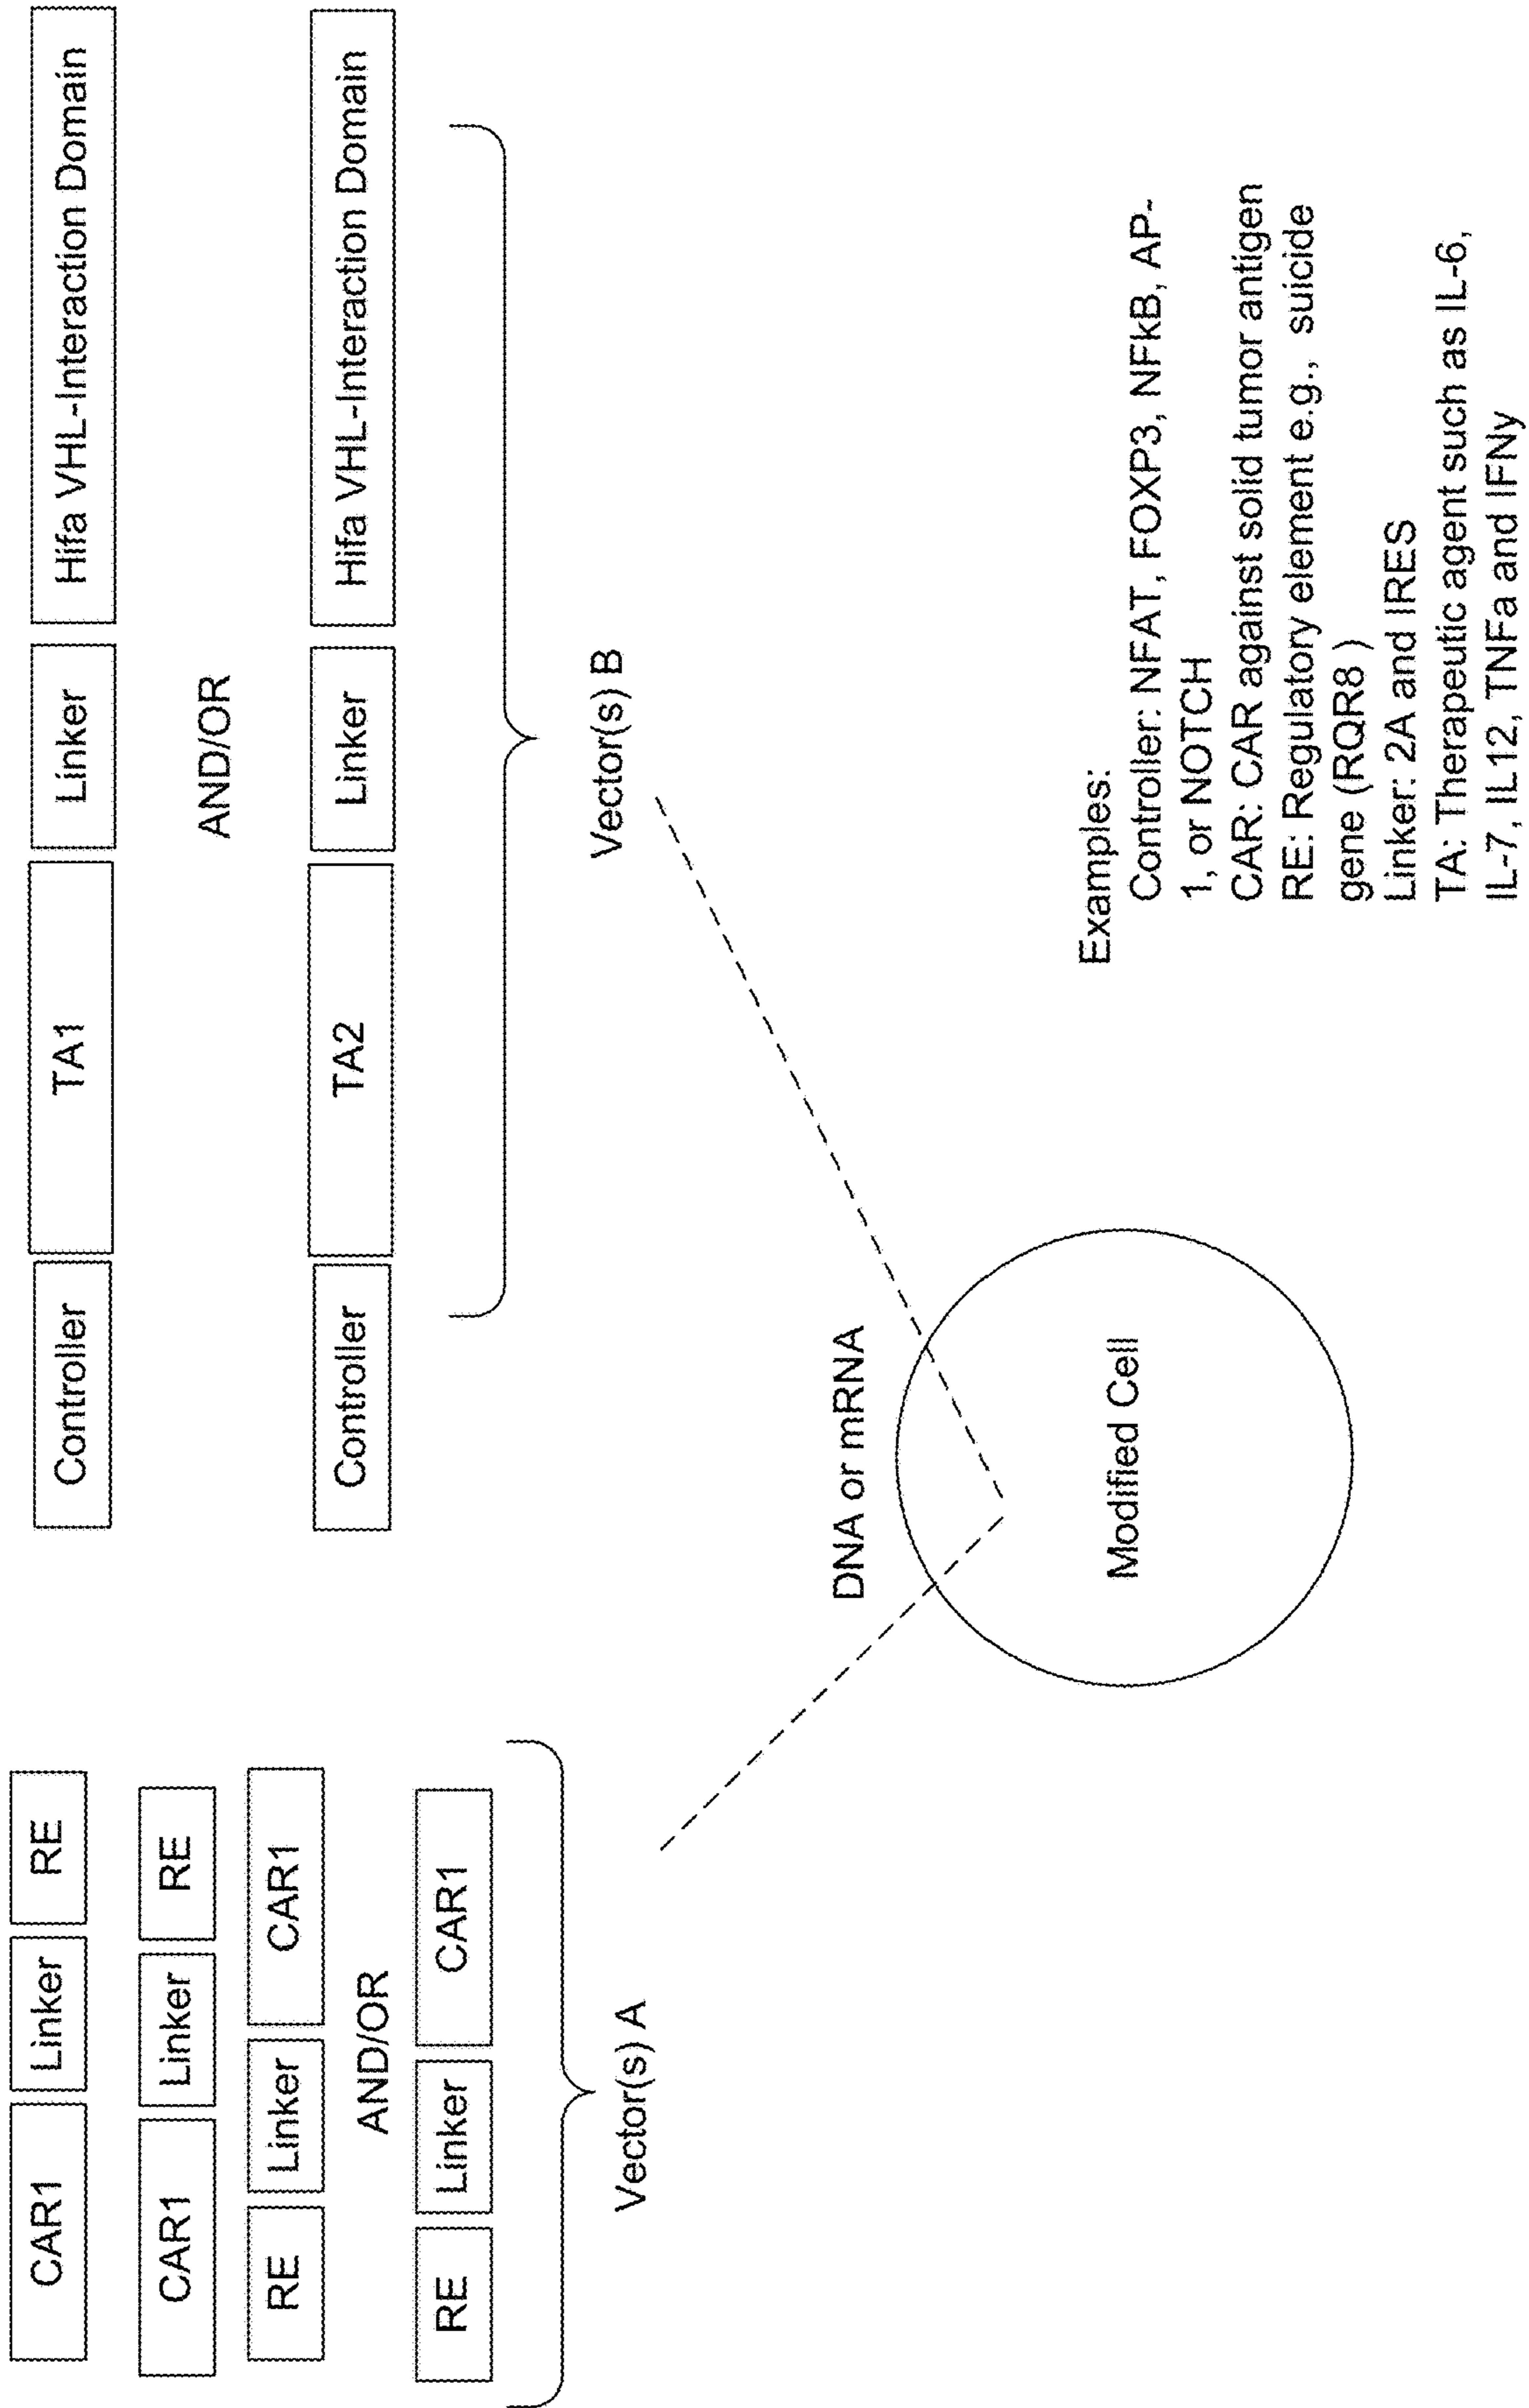 CAR1 Linker RE
CAR1 Linker RE
RE Linker CAR1
AND/OR
RE Linker CAR1
Vector(s) A
Controller TA1 Linker Hifa VHL-Interaction Domain
AND/OR
Controller TA2 Linker Hifa VHL-Interaction Domain
Vector(s) B
DNA or mRNA
Modified Cell
Examples:
Controller: NFAT, FOXP3, NFkB, AP-
1, or NOTCH
CAR: CAR against solid tumor antigen
RE: Regulatory element e.g., suicide
gene (RQR8 )
Linker: 2A and IRES
TA: Therapeutic agent such as IL-6,
IL-7, IL12, TNFa and IFNy